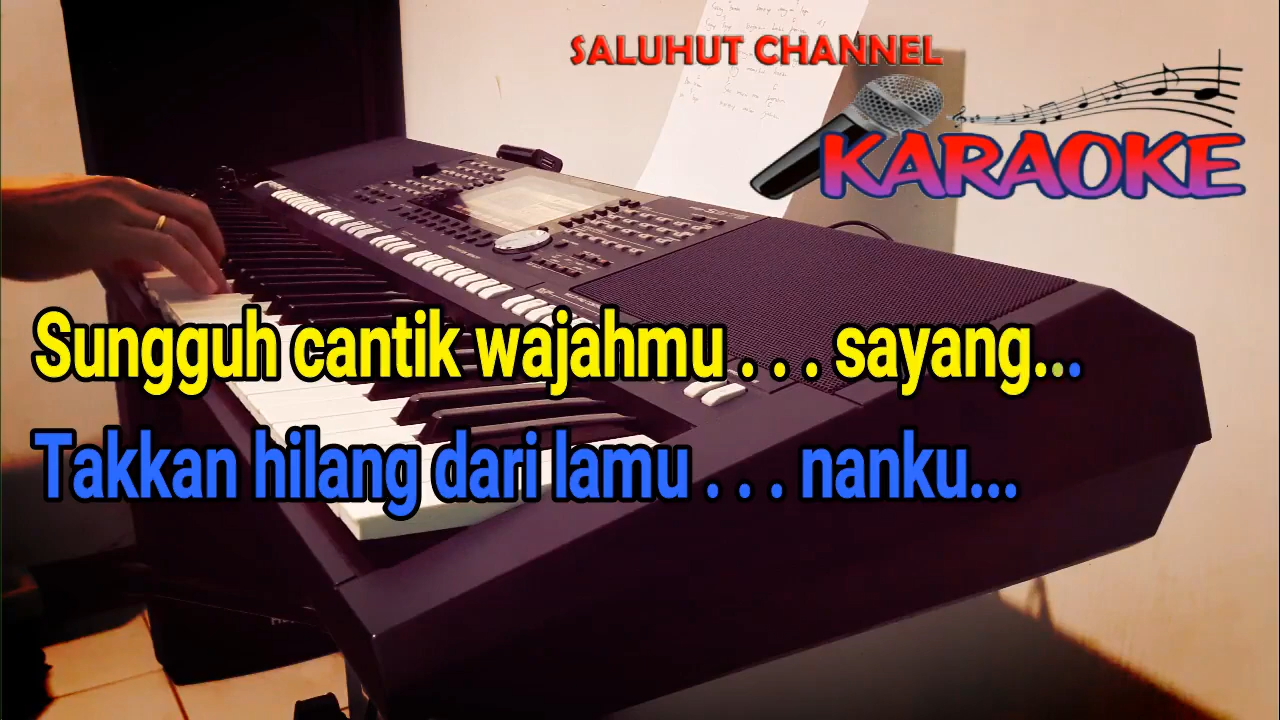 SALUHUT CHANNEL
KARAOKE
Sungguh cantik wajahmu . . . sayang...
Takkan hilang dari lamu . . . nanku...